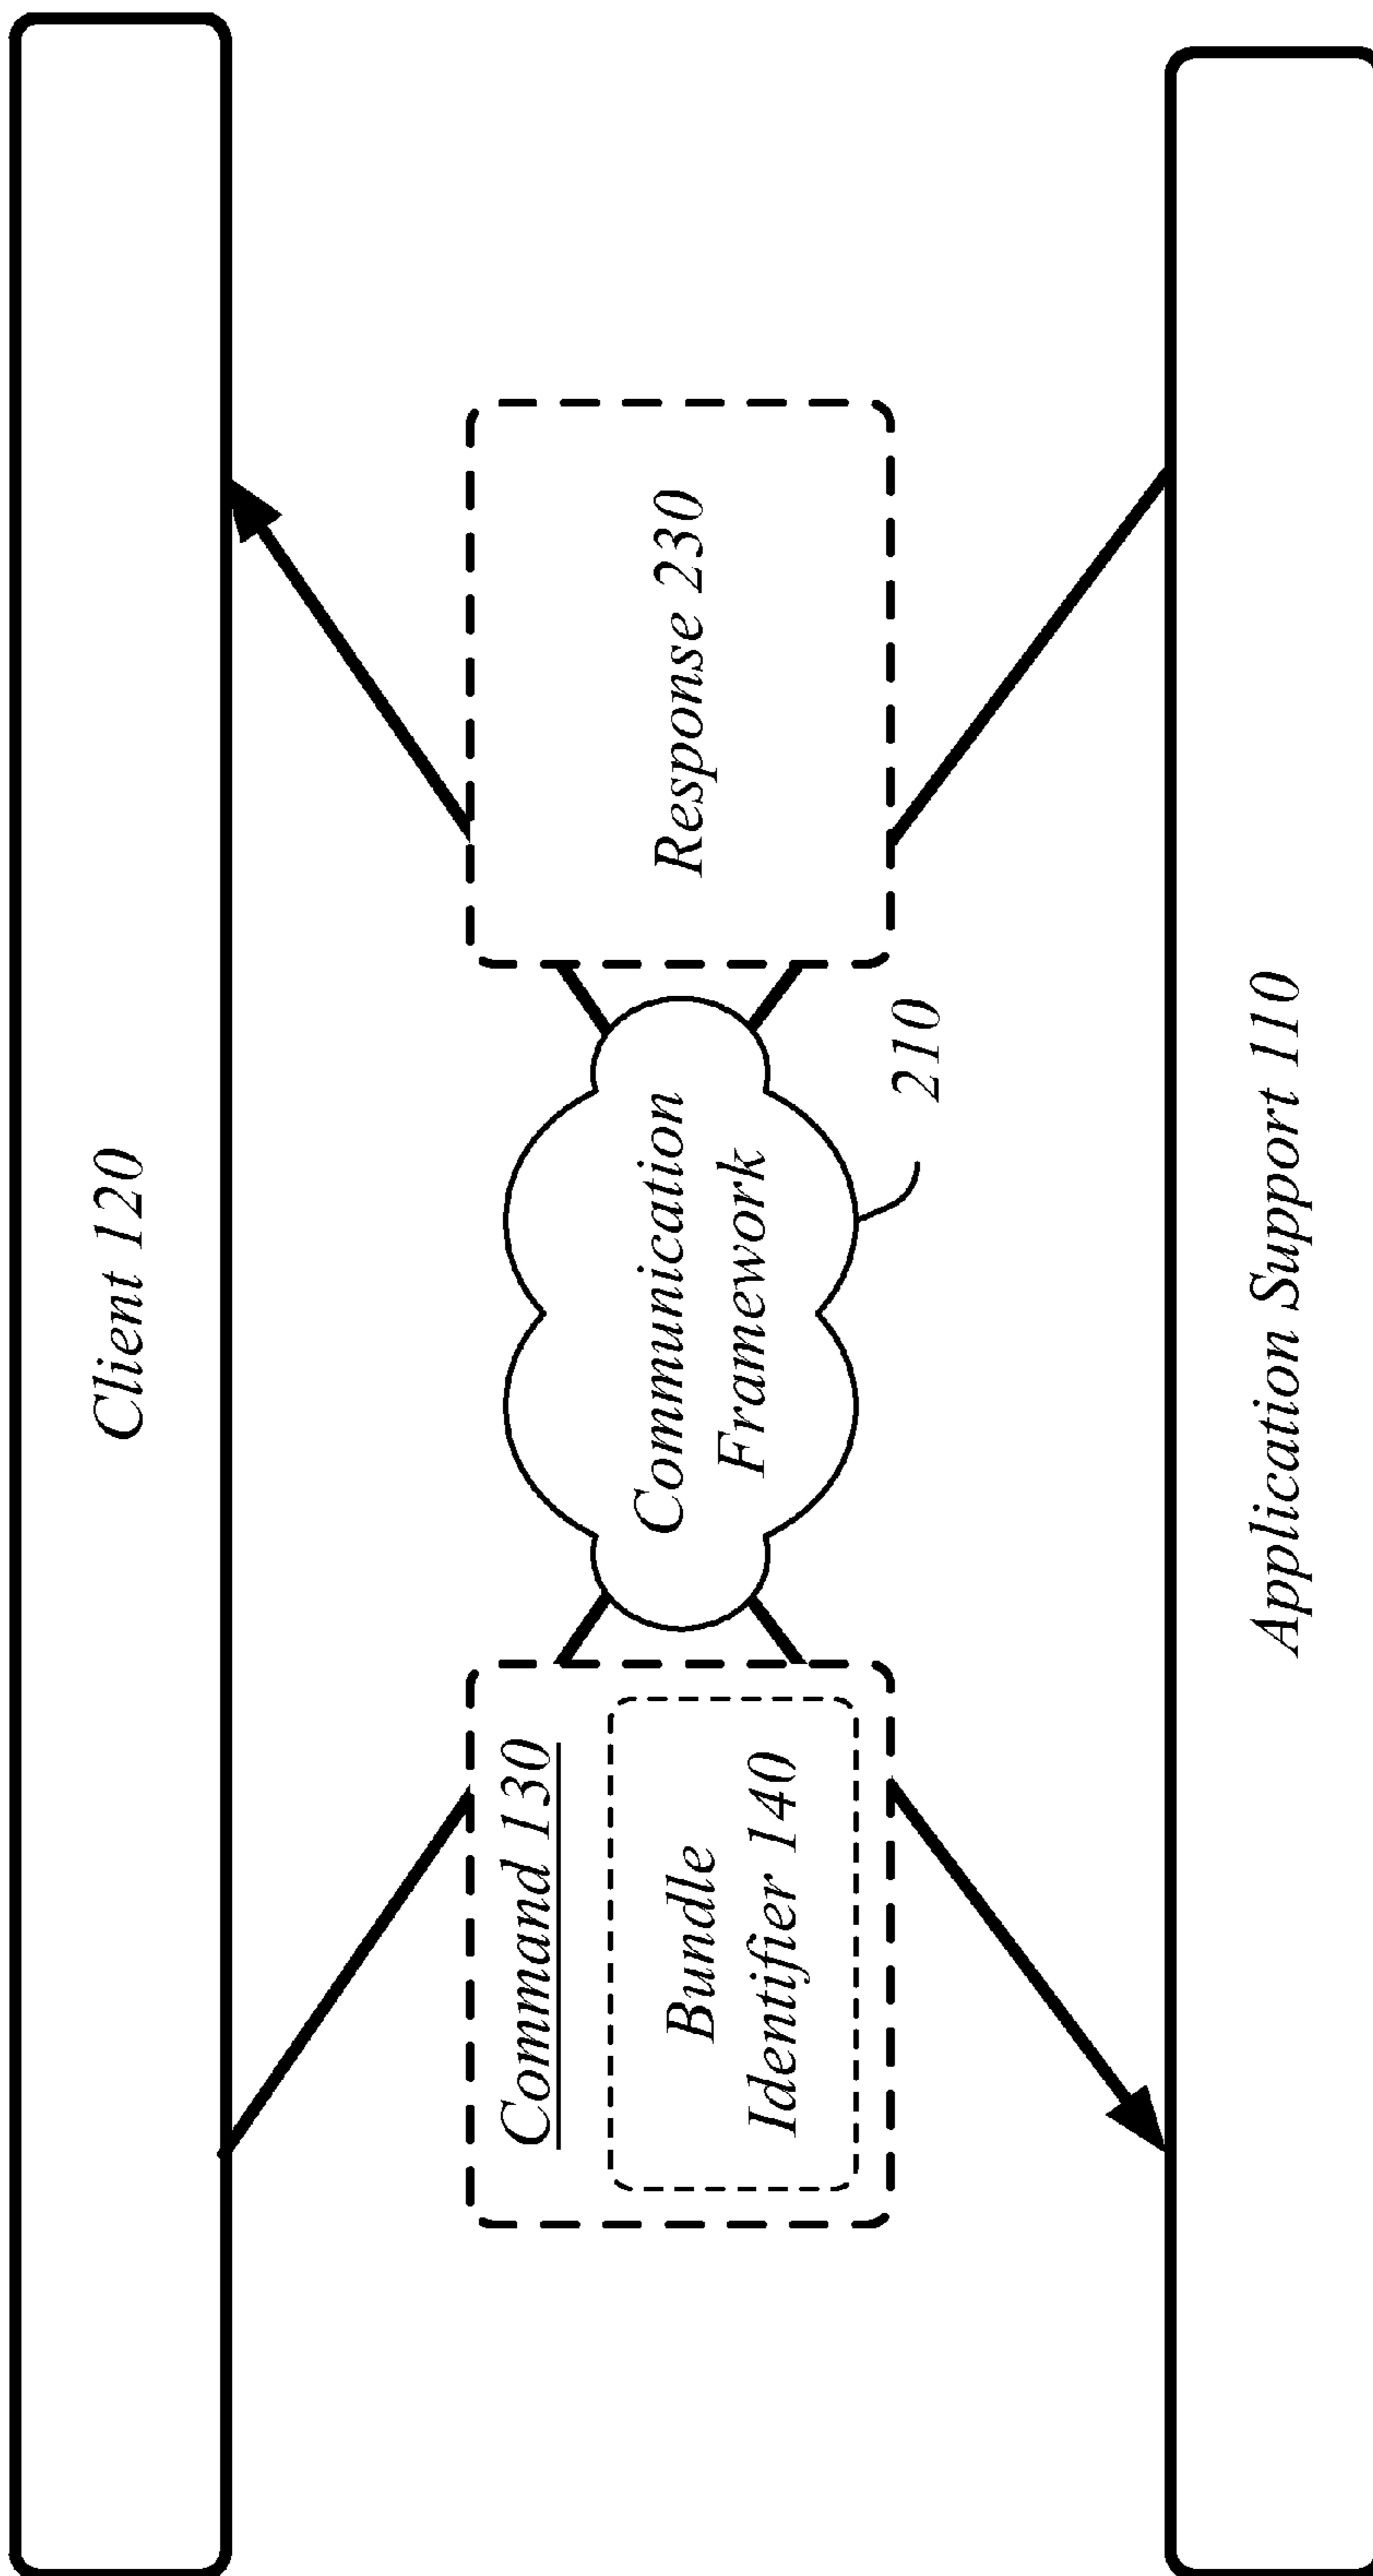 Client 120
Command 130
Bundle
Identifier 140
Communication
Framework
210
Response 230
Application Support 110